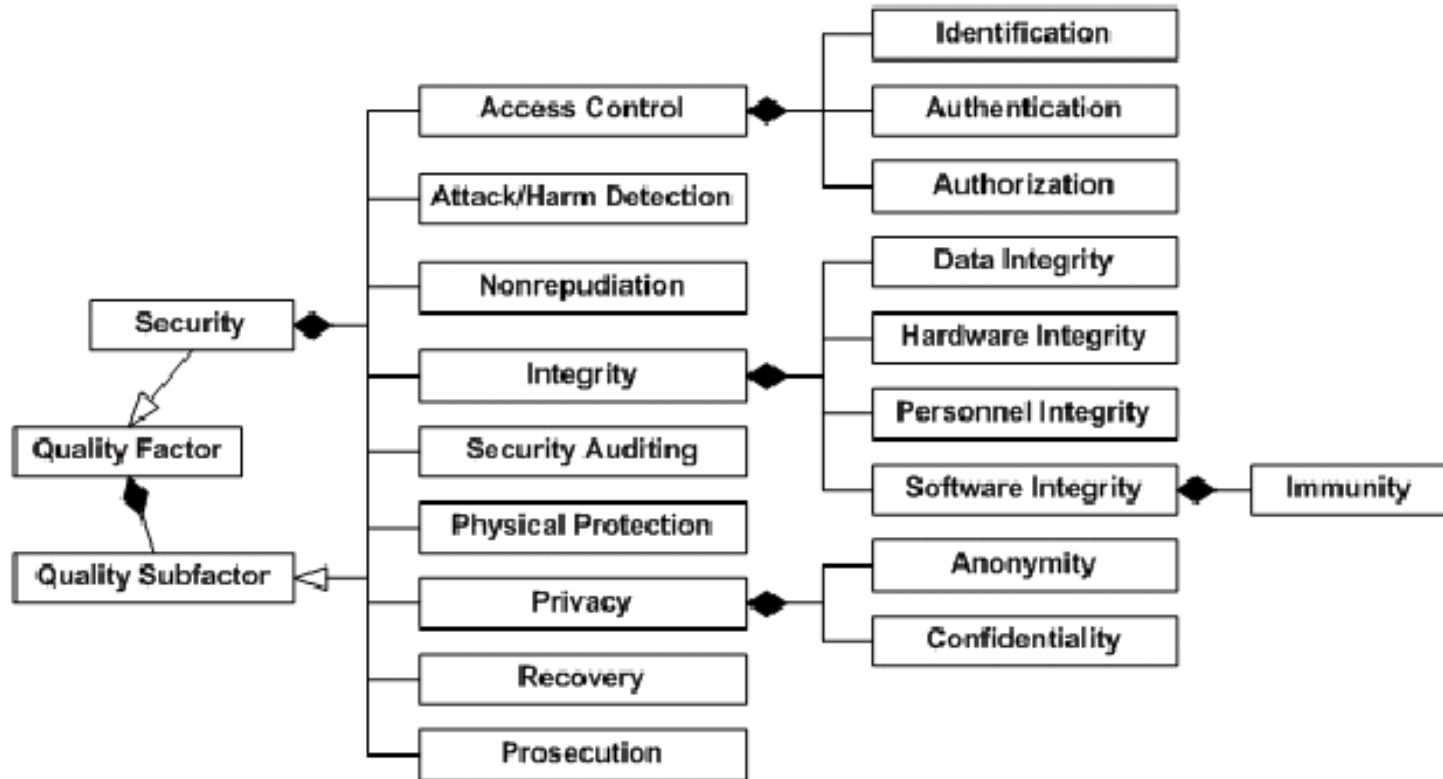 Identification
Access Control
Authentication
Authorization
Attack/Harm Detection
Data Integrity
Nonrepudiation
Security
Hardware Integrity
Integrity
Personnel Integrity
Quality Factor
Security Auditing
Software Integrity
Immunity
Physical Protection
Quality Subfactor
Anonymity
Privacy
Confidentiality
Recovery
Prosecution